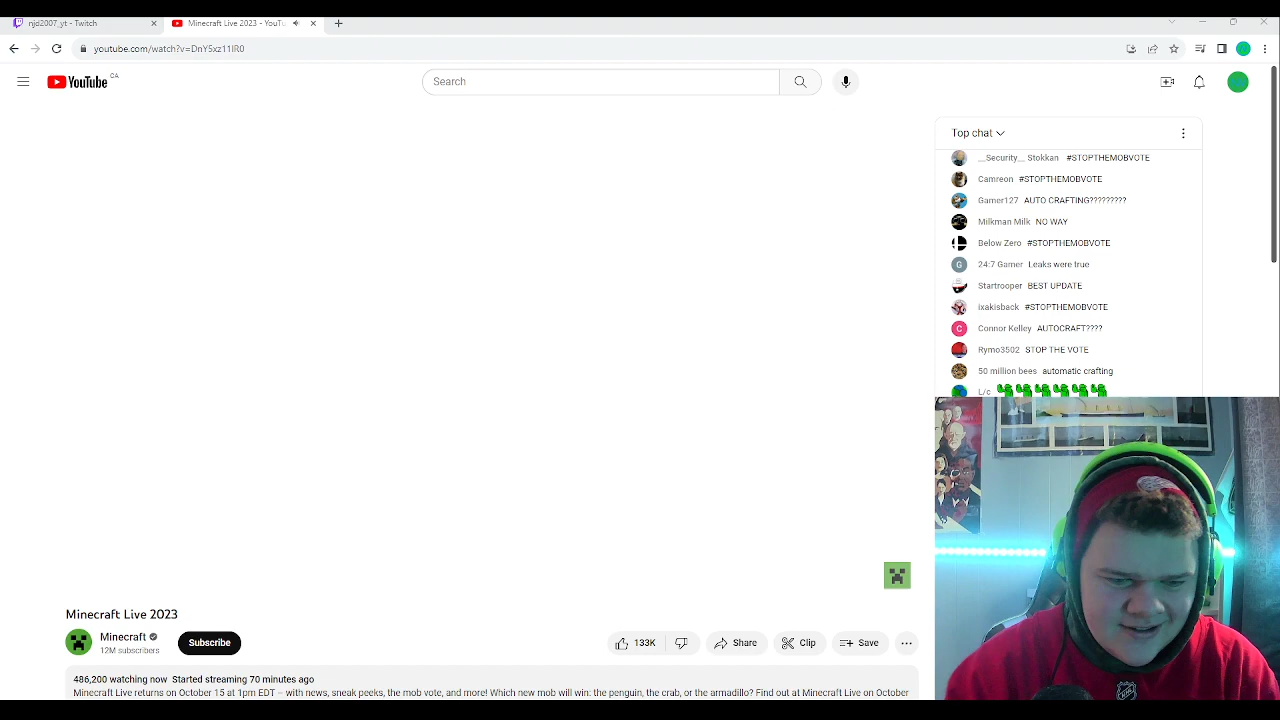 njd2007_yt - Twitch
Minecraft Live 2023 - YouTu
youtube.com/watch?v=DnY5xz11IR0
YouTube CA
Search
Top chat
__Security__ Stokkan #STOPTHEMOBVOTE
Camreon #STOPTHEMOBVOTE
Gamer127 AUTO CRAFTING?????????
Milkman Milk NO WAY
Below Zero #STOPTHEMOBVOTE
G 24:7 Gamer Leaks were true
Startrooper BEST UPDATE
ixakisback #STOPTHEMOBVOTE
C Connor Kelley AUTOCRAFT????
Rymo3502 STOP THE VOTE
50 million bees automatic crafting
L/c
Minecraft Live 2023
Minecraft
12M subscribers
Subscribe
133K
Share
Clip
Save
486,200 watching now Started streaming 70 minutes ago
Minecraft Live returns on October 15 at 1pm EDT – with news, sneak peeks, the mob vote, and more! Which new mob will win: the penguin, the crab, or the armadillo? Find out at Minecraft Live on October
NHL